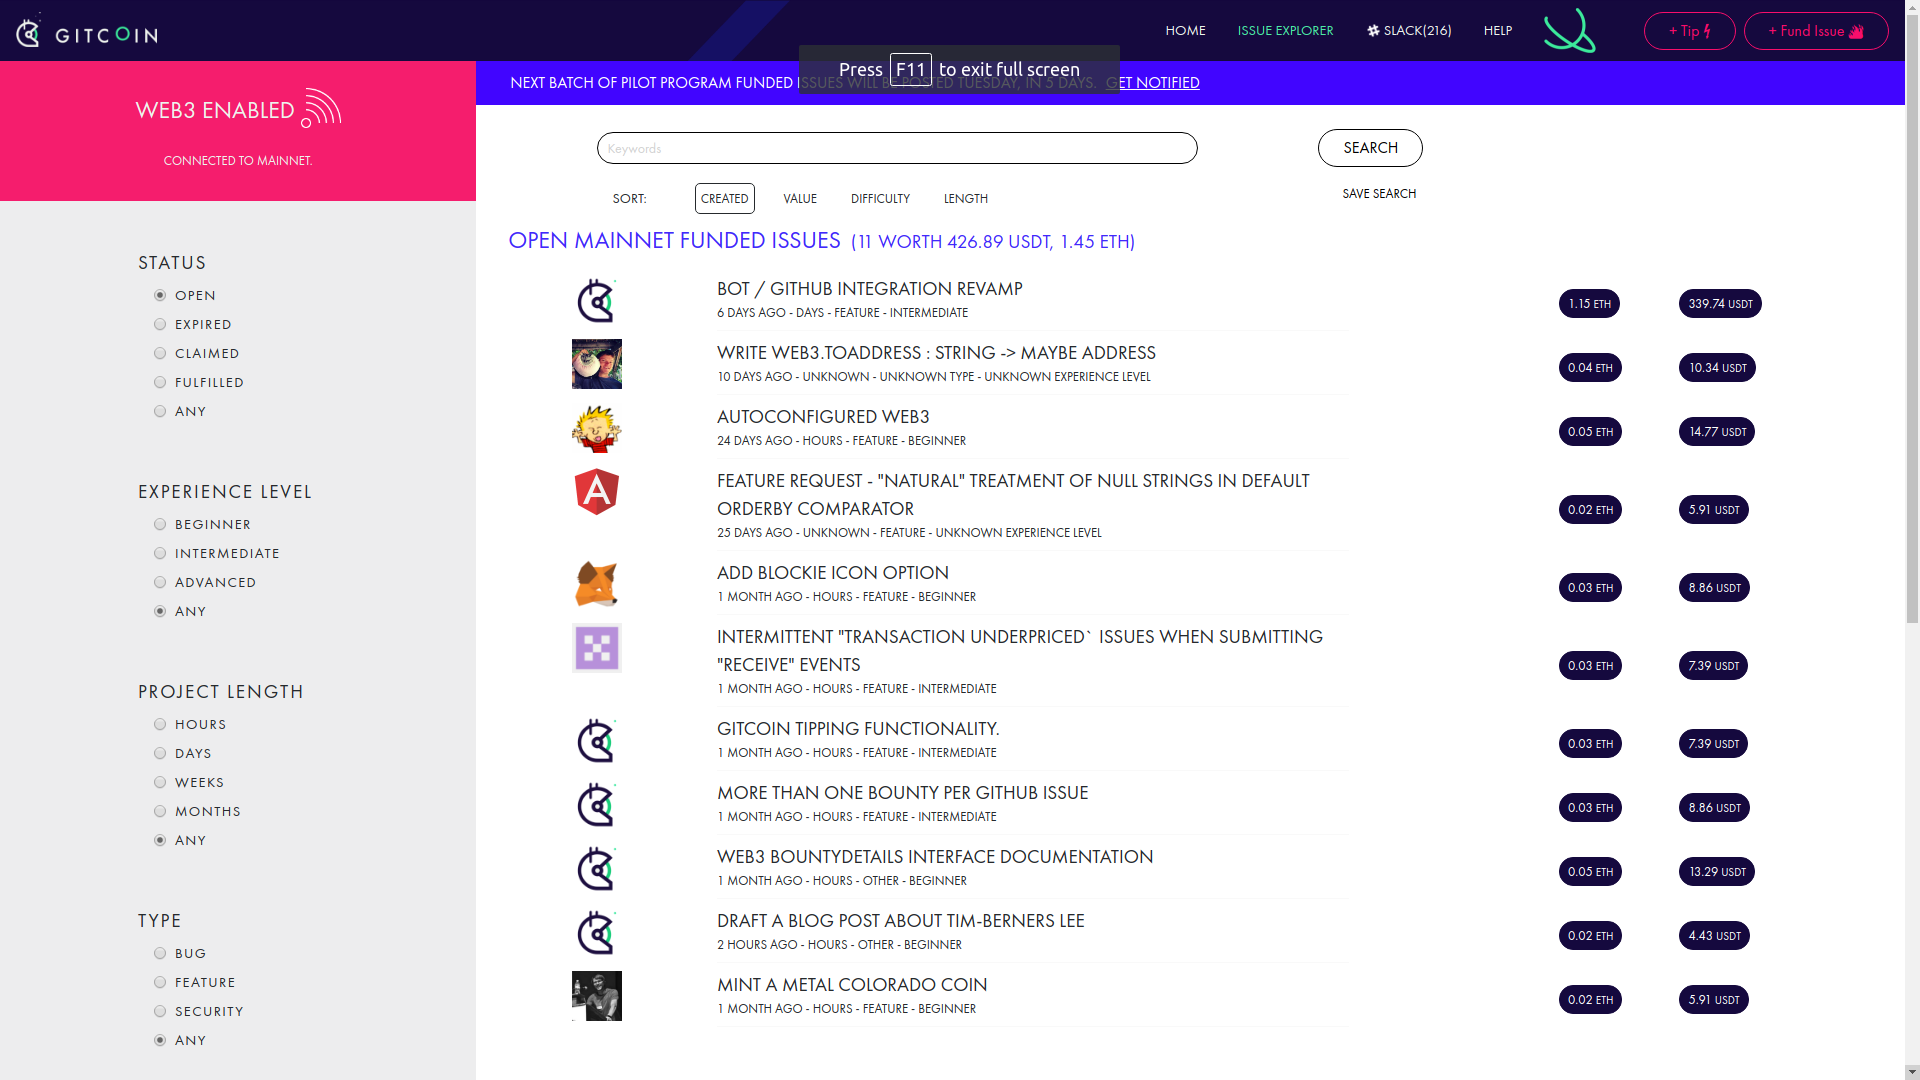 GITCOIN
HOME
ISSUE EXPLORER
SLACK(216)
HELP
+ Tip
+ Fund Issue
Press F11 to exit full screen
WEB3 ENABLED
CONNECTED TO MAINNET.
NEXT BATCH OF PILOT PROGRAM FUNDED ISSUES WILL BE POSTED TUESDAY, IN 5 DAYS. GET NOTIFIED
Keywords
SEARCH
SORT: CREATED VALUE DIFFICULTY LENGTH
SAVE SEARCH
STATUS
OPEN
EXPIRED
CLAIMED
FULFILLED
ANY
EXPERIENCE LEVEL
BEGINNER
INTERMEDIATE
ADVANCED
ANY
PROJECT LENGTH
HOURS
DAYS
WEEKS
MONTHS
ANY
TYPE
BUG
FEATURE
SECURITY
ANY
OPEN MAINNET FUNDED ISSUES (11 WORTH 426.89 USDT, 1.45 ETH)
BOT / GITHUB INTEGRATION REVAMP
6 DAYS AGO - DAYS - FEATURE - INTERMEDIATE
1.15 ETH
339.74 USDT
WRITE WEB3.TOADDRESS : STRING -> MAYBE ADDRESS
10 DAYS AGO - UNKNOWN - UNKNOWN TYPE - UNKNOWN EXPERIENCE LEVEL
0.04 ETH
10.34 USDT
AUTOCONFIGURED WEB3
24 DAYS AGO - HOURS - FEATURE - BEGINNER
0.05 ETH
14.77 USDT
FEATURE REQUEST - "NATURAL" TREATMENT OF NULL STRINGS IN DEFAULT
ORDERBY COMPARATOR
25 DAYS AGO - UNKNOWN - FEATURE - UNKNOWN EXPERIENCE LEVEL
0.02 ETH
5.91 USDT
ADD BLOCKIE ICON OPTION
1 MONTH AGO - HOURS - FEATURE - BEGINNER
0.03 ETH
8.86 USDT
INTERMITTENT "TRANSACTION UNDERPRICED` ISSUES WHEN SUBMITTING
"RECEIVE" EVENTS
1 MONTH AGO - HOURS - FEATURE - INTERMEDIATE
0.03 ETH
7.39 USDT
GITCOIN TIPPING FUNCTIONALITY.
1 MONTH AGO - HOURS - FEATURE - INTERMEDIATE
0.03 ETH
7.39 USDT
MORE THAN ONE BOUNTY PER GITHUB ISSUE
1 MONTH AGO - HOURS - FEATURE - INTERMEDIATE
0.03 ETH
8.86 USDT
WEB3 BOUNTYDETAILS INTERFACE DOCUMENTATION
1 MONTH AGO - HOURS - OTHER - BEGINNER
0.05 ETH
13.29 USDT
DRAFT A BLOG POST ABOUT TIM-BERNERS LEE
2 HOURS AGO - HOURS - OTHER - BEGINNER
0.02 ETH
4.43 USDT
MINT A METAL COLORADO COIN
1 MONTH AGO - HOURS - FEATURE - BEGINNER
0.02 ETH
5.91 USDT